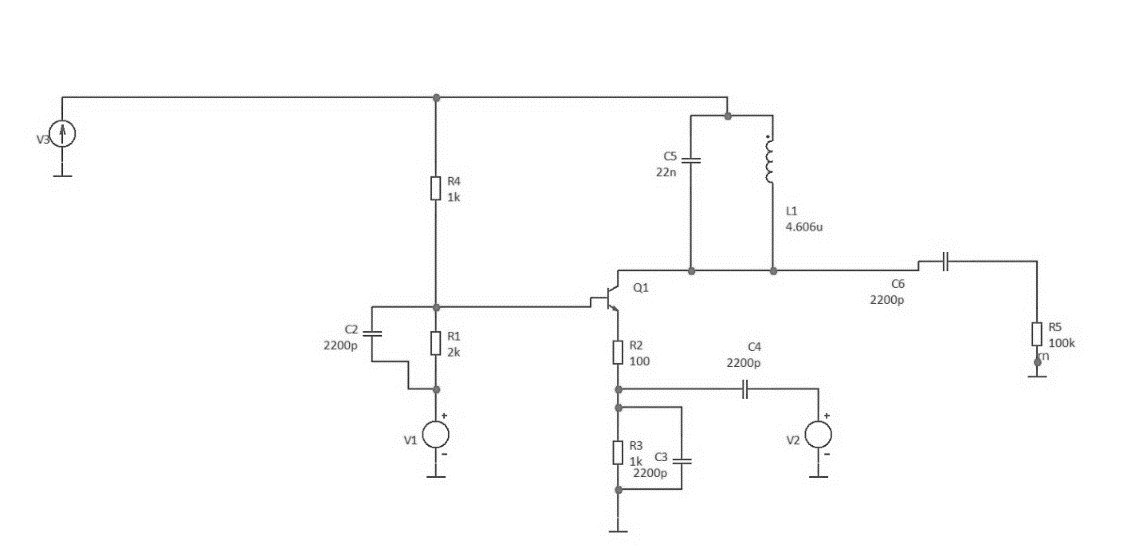 V3
R4
1k
C5
22n
L1
4.606u
Q1
C6
2200p
C2
2200p
R1
2k
R2
100
C4
2200p
R5
100k
rn
V1
+
-
R3
1k
C3
2200p
V2
+
-